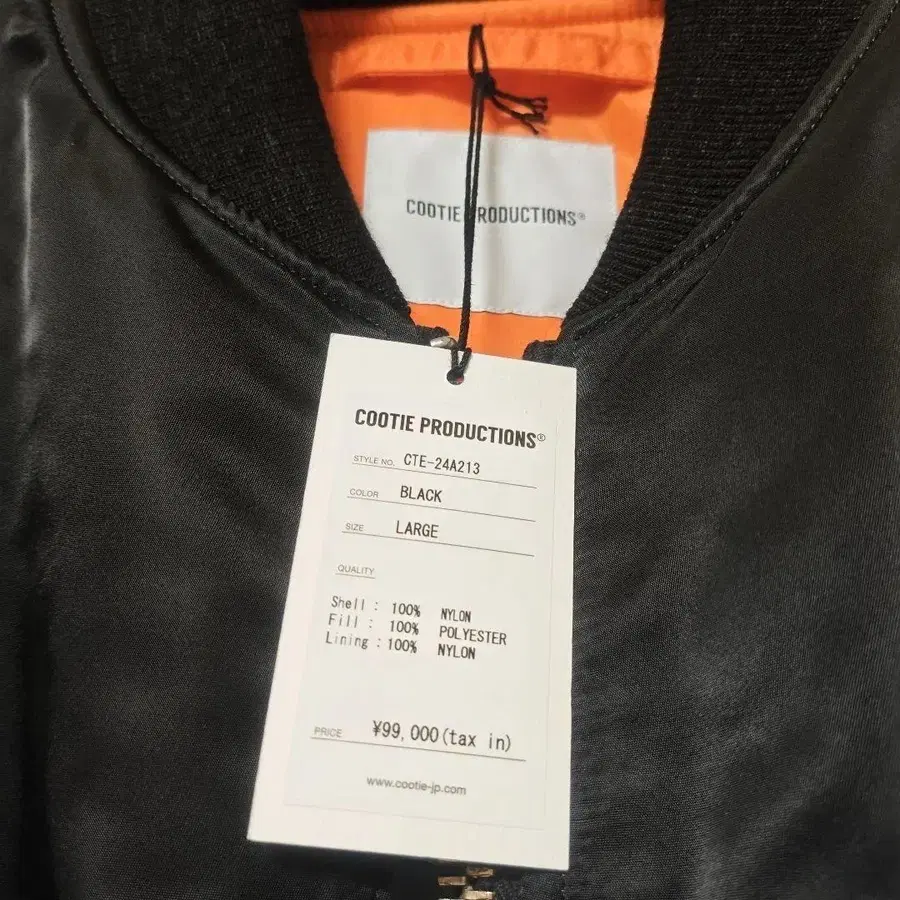 COOTIE PRODUCTIONS®
COOTIE PRODUCTIONS®
STYLE NO. CTE-24A213
COLOR BLACK
SIZE LARGE
QUALITY
Shell : 100% NYLON
Fill : 100% POLYESTER
Lining : 100% NYLON
PRICE ¥99,000(tax in)
www.cootie-jp.com